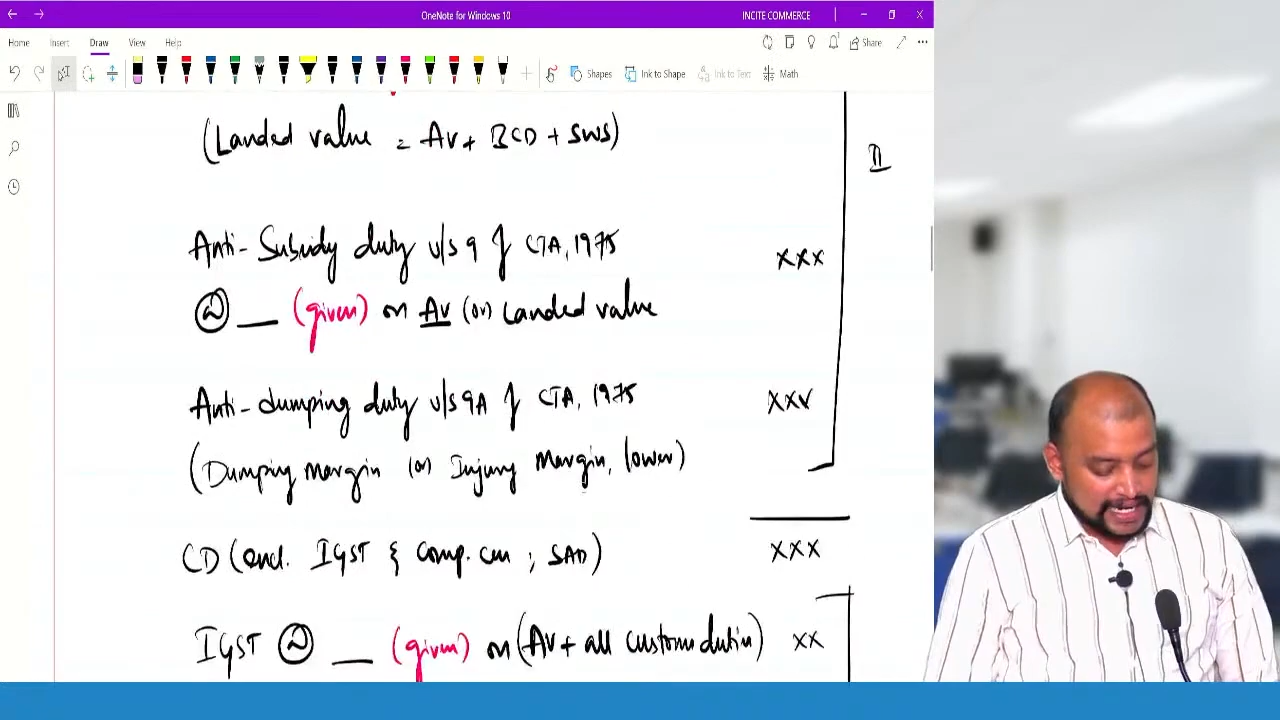 OneNote for Windows 10
INCITE COMMERCE
Home Insert Draw View Help
Share
Shapes Ink to Shape Ink to Text Math
(Landed value = AV + BCD + SWS)
II
Anti-Subsidy duty u/s 9 of CTA, 1975 XXX
@ __ (given) on AV (or) Landed value
Anti-dumping duty u/s 9A of CTA, 1975 XXX
(Dumping Margin (or) Injury Margin, lower)
CD (excl. IGST & Comp. cess ; SAD) XXX
IGST @ __ (given) on (AV + all custom duties) XX